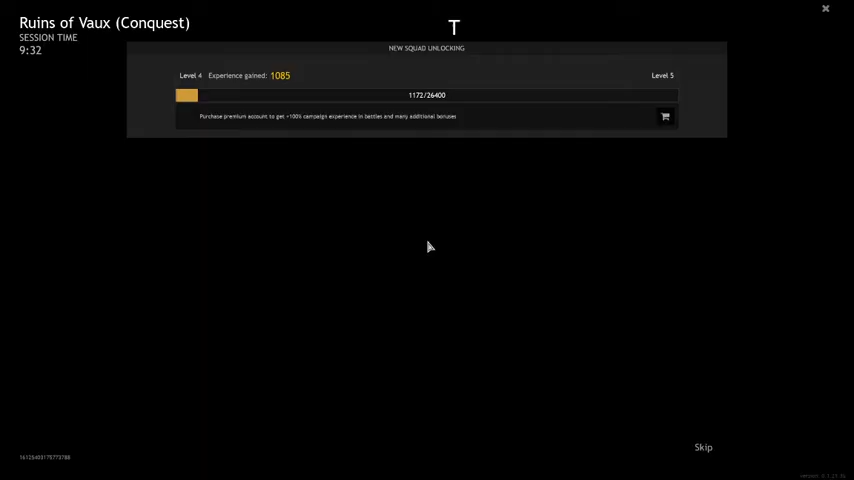 Ruins of Vaux (Conquest)
SESSION TIME
9:32
T
NEW SQUAD UNLOCKING
Level 4 Experience gained: 1085
Level 5
1172/26400
Purchase premium account to get +100% campaign experience in battles and many additional bonuses
Skip